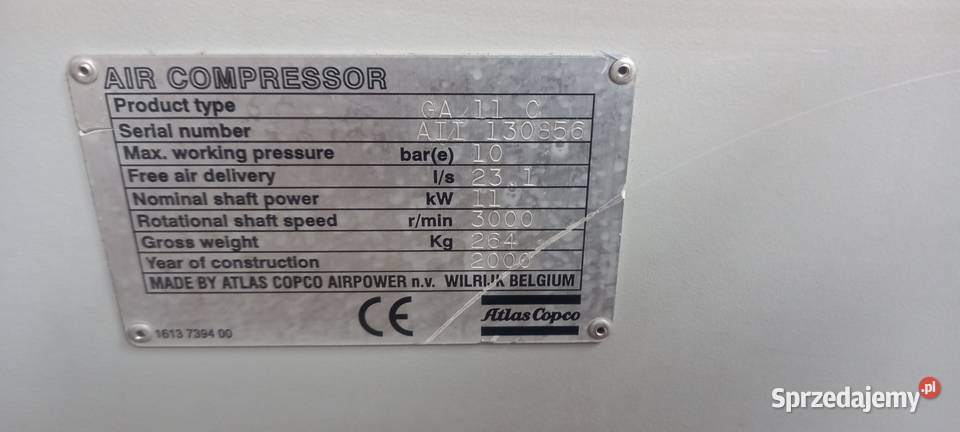 AIR COMPRESSOR
Product type GA 11 C
Serial number AII 130856
Max. working pressure bar(e) 10
Free air delivery l/s 23.1
Nominal shaft power kW 11
Rotational shaft speed r/min 3000
Gross weight Kg 264
Year of construction 2000
MADE BY ATLAS COPCO AIRPOWER n.v. WILRIJK BELGIUM
CE Atlas Copco
1613 7394 00
Sprzedajemy.pl